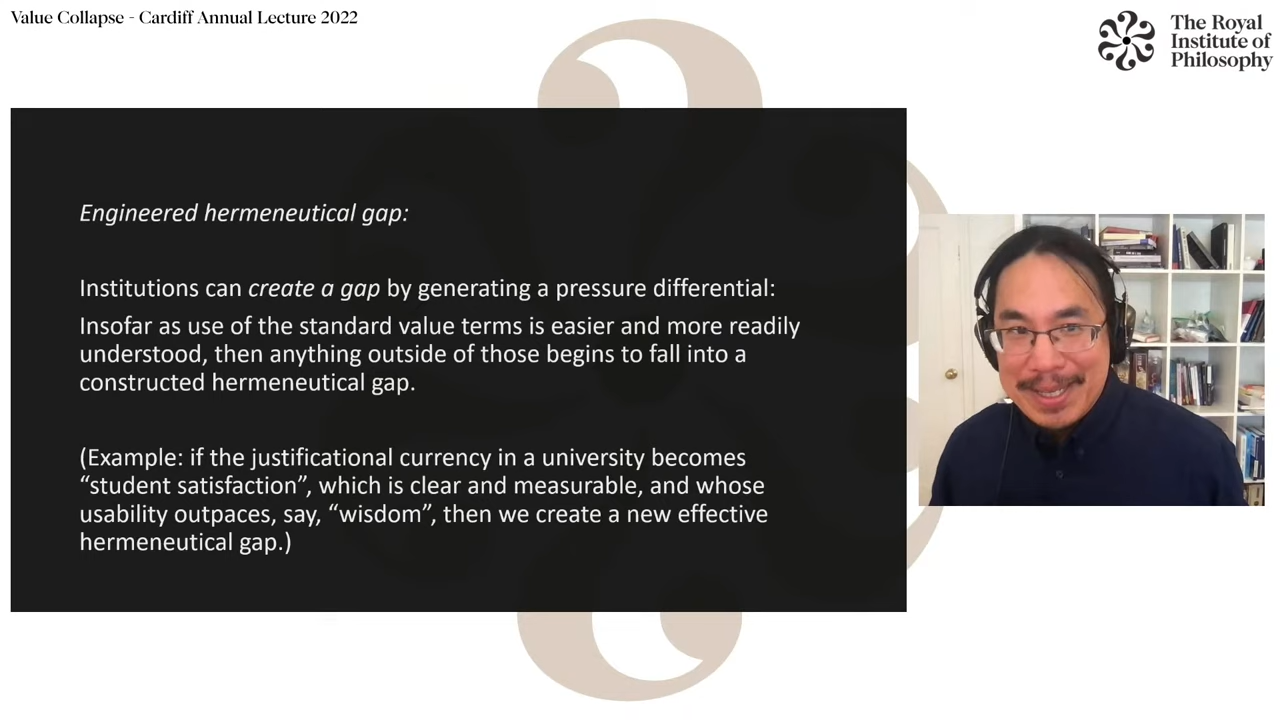 Value Collapse - Cardiff Annual Lecture 2022
The Royal
Institute of
Philosophy
Engineered hermeneutical gap:
Institutions can create a gap by generating a pressure differential:
Insofar as use of the standard value terms is easier and more readily
understood, then anything outside of those begins to fall into a
constructed hermeneutical gap.
(Example: if the justificational currency in a university becomes
“student satisfaction”, which is clear and measurable, and whose
usability outpaces, say, “wisdom”, then we create a new effective
hermeneutical gap.)